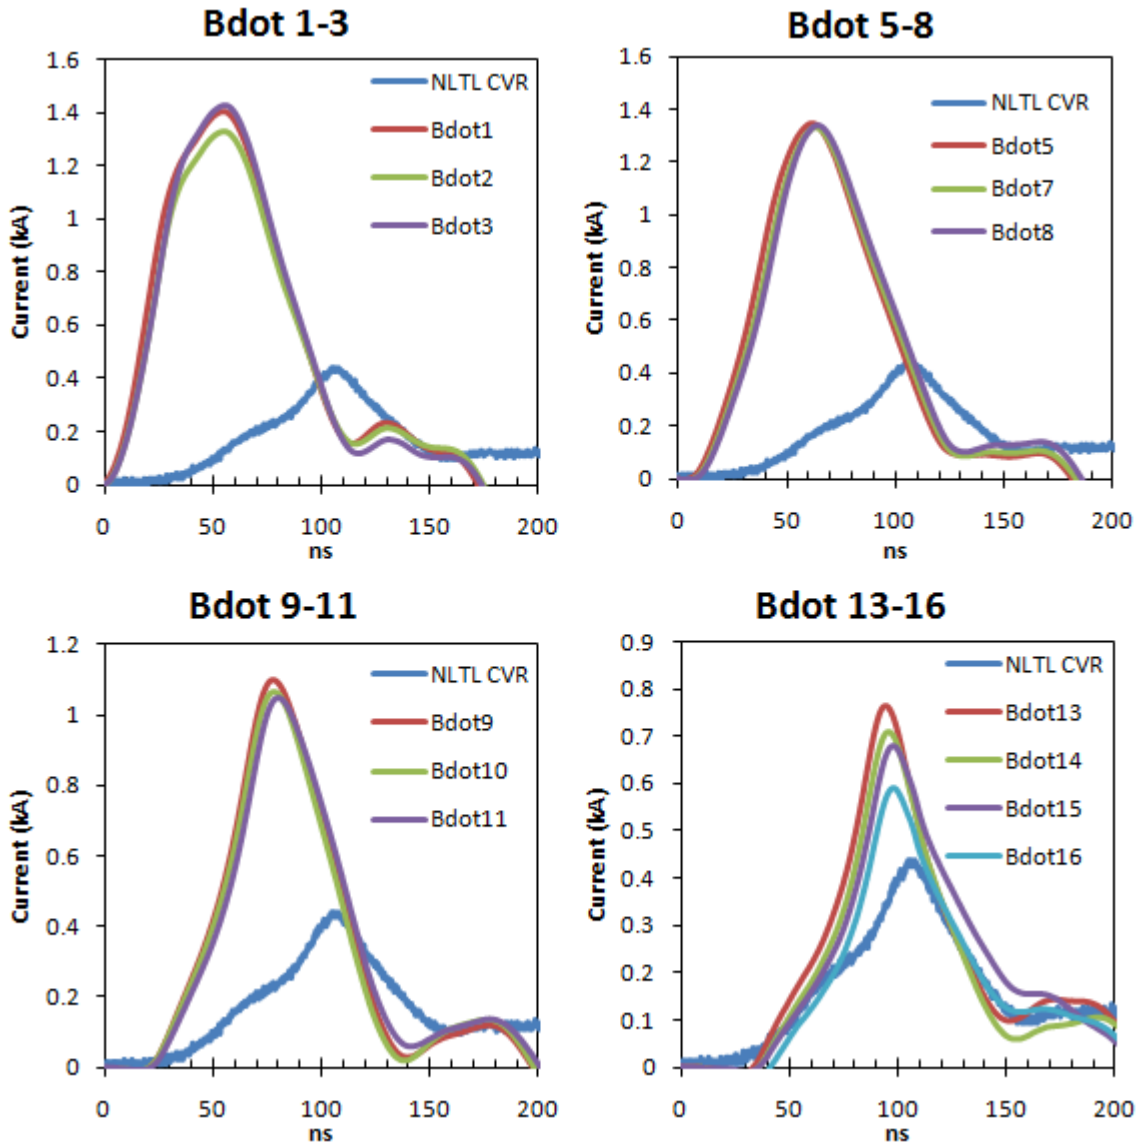 Bdot 1-3
1.6
1.4
1.2
1
0.8
0.6
0.4
0.2
0
Current (kA)
NLTL CVR
Bdot1
Bdot2
Bdot3
0 50 100 150 200
ns
Bdot 5-8
1.6
1.4
1.2
1
0.8
0.6
0.4
0.2
0
Current (kA)
NLTL CVR
Bdot5
Bdot7
Bdot8
0 50 100 150 200
ns
Bdot 9-11
1.2
1
0.8
0.6
0.4
0.2
0
Current (kA)
NLTL CVR
Bdot9
Bdot10
Bdot11
0 50 100 150 200
ns
Bdot 13-16
0.9
0.8
0.7
0.6
0.5
0.4
0.3
0.2
0.1
0
Current (kA)
NLTL CVR
Bdot13
Bdot14
Bdot15
Bdot16
0 50 100 150 200
ns